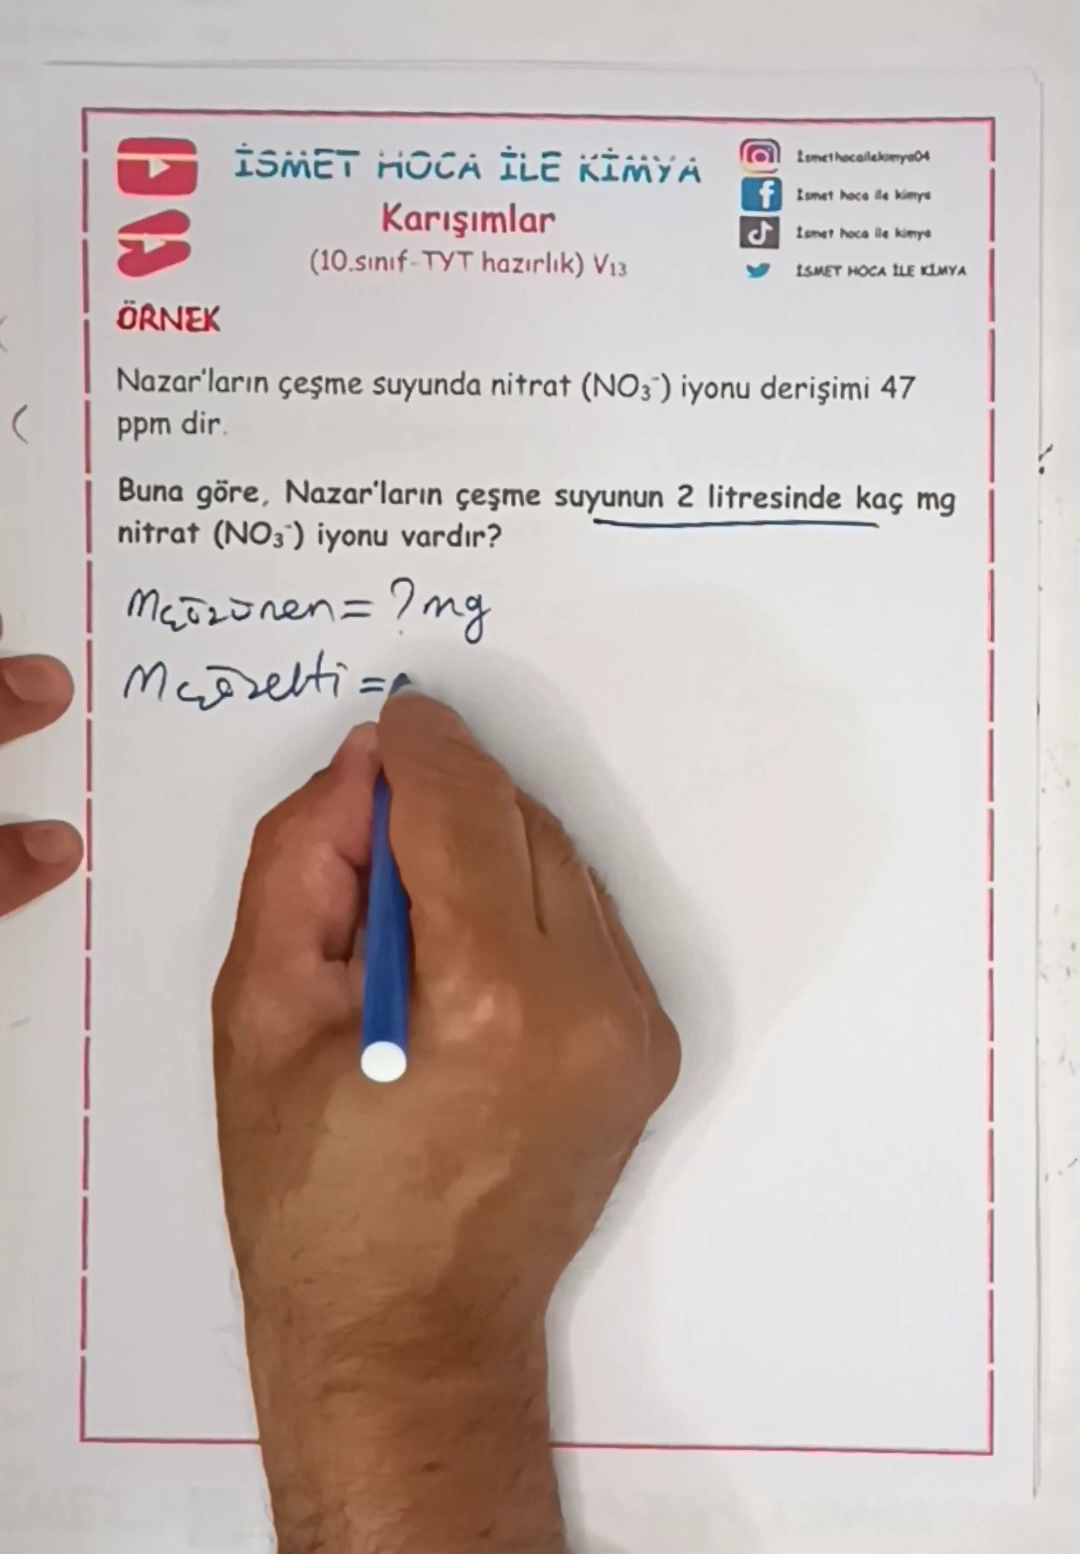 İSMET HOCA İLE KİMYA
Karışımlar
(10.sınıf-TYT hazırlık) V13
İsmethocailekimya04
İsmet hoca ile kimya
İsmet hoca ile kimya
İSMET HOCA İLE KİMYA
ÖRNEK
Nazar'ların çeşme suyunda nitrat (NO₃⁻) iyonu derişimi 47
ppm dir.
Buna göre, Nazar'ların çeşme suyunun 2 litresinde kaç mg
nitrat (NO₃⁻) iyonu vardır?
Mçözünen = ? mg
Mçözelti =